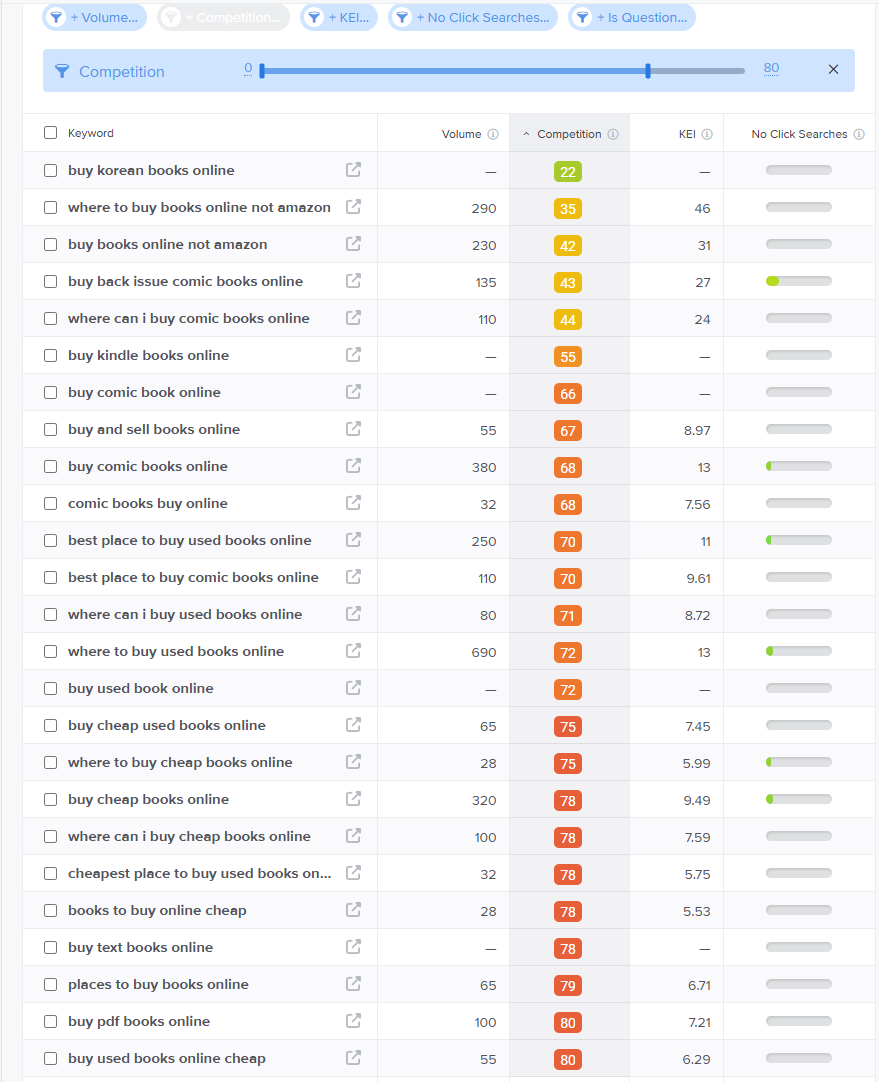 + Volume... + Competition... + KEI... + No Click Searches... + Is Question...
Competition 0 80
Keyword Volume Competition KEI No Click Searches
buy korean books online — 22 —
where to buy books online not amazon 290 35 46
buy books online not amazon 230 42 31
buy back issue comic books online 135 43 27
where can i buy comic books online 110 44 24
buy kindle books online — 55 —
buy comic book online — 66 —
buy and sell books online 55 67 8.97
buy comic books online 380 68 13
comic books buy online 32 68 7.56
best place to buy used books online 250 70 11
best place to buy comic books online 110 70 9.61
where can i buy used books online 80 71 8.72
where to buy used books online 690 72 13
buy used book online — 72 —
buy cheap used books online 65 75 7.45
where to buy cheap books online 28 75 5.99
buy cheap books online 320 78 9.49
where can i buy cheap books online 100 78 7.59
cheapest place to buy used books on... 32 78 5.75
books to buy online cheap 28 78 5.53
buy text books online — 78 —
places to buy books online 65 79 6.71
buy pdf books online 100 80 7.21
buy used books online cheap 55 80 6.29